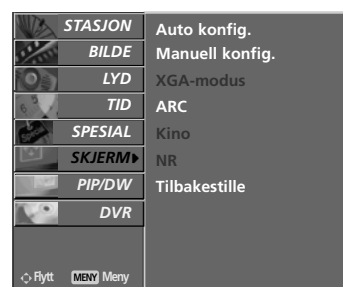 STASJON
BILDE
LYD
TID
SPESIAL
SKJERM
PIP/DW
DVR
Flytt MENY Meny
Auto konfig.
Manuell konfig.
XGA-modus
ARC
Kino
NR
Tilbakestille